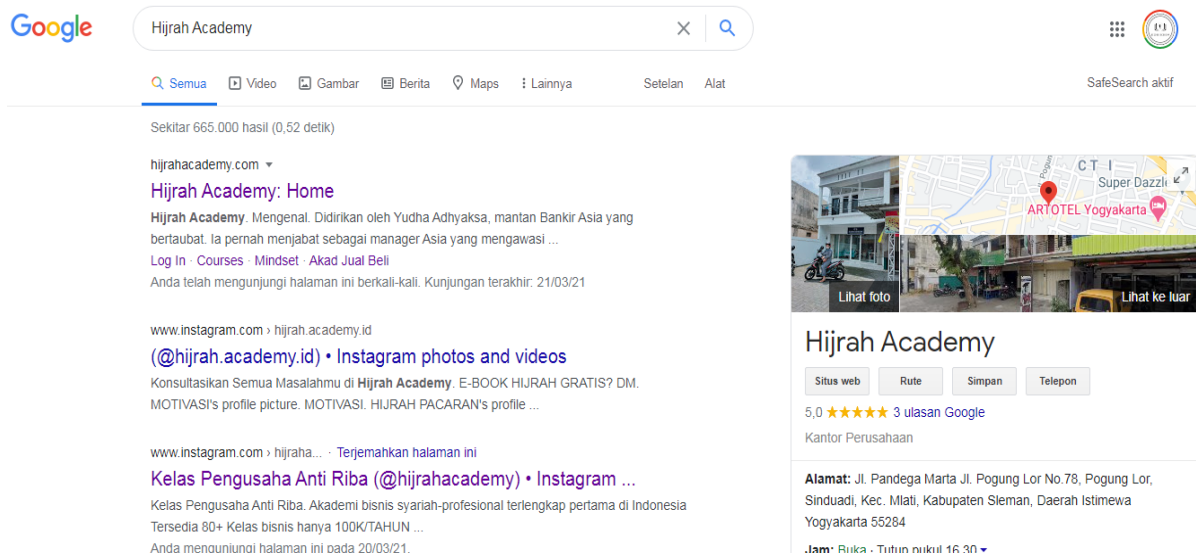 Google
Hijrah Academy
Semua Video Gambar Berita Maps Lainnya Setelan Alat SafeSearch aktif
Sekitar 665.000 hasil (0,52 detik)
hijrahacademy.com
Hijrah Academy: Home
Hijrah Academy. Mengenal. Didirikan oleh Yudha Adhyaksa, mantan Bankir Asia yang
bertaubat. Ia pernah menjabat sebagai manager Asia yang mengawasi ...
Log In · Courses · Mindset · Akad Jual Beli
Anda telah mengunjungi halaman ini berkali-kali. Kunjungan terakhir: 21/03/21
www.instagram.com › hijrah.academy.id
(@hijrah.academy.id) • Instagram photos and videos
Konsultasikan Semua Masalahmu di Hijrah Academy. E-BOOK HIJRAH GRATIS? DM.
MOTIVASI's profile picture. MOTIVASI. HIJRAH PACARAN's profile ...
www.instagram.com › hijraha... · Terjemahkan halaman ini
Kelas Pengusaha Anti Riba (@hijrahacademy) • Instagram ...
Kelas Pengusaha Anti Riba. Akademi bisnis syariah-profesional terlengkap pertama di Indonesia
Tersedia 80+ Kelas bisnis hanya 100K/TAHUN ...
Anda mengunjungi halaman ini pada 20/03/21.
Pogun
CT I
Super Dazzle
ARTOTEL Yogyakarta
Lihat foto
Lihat ke luar
Hijrah Academy
Situs web Rute Simpan Telepon
5,0 ★★★★★ 3 ulasan Google
Kantor Perusahaan
Alamat: Jl. Pandega Marta Jl. Pogung Lor No.78, Pogung Lor,
Sinduadi, Kec. Mlati, Kabupaten Sleman, Daerah Istimewa
Yogyakarta 55284
Jam: Buka · Tutup pukul 16.30